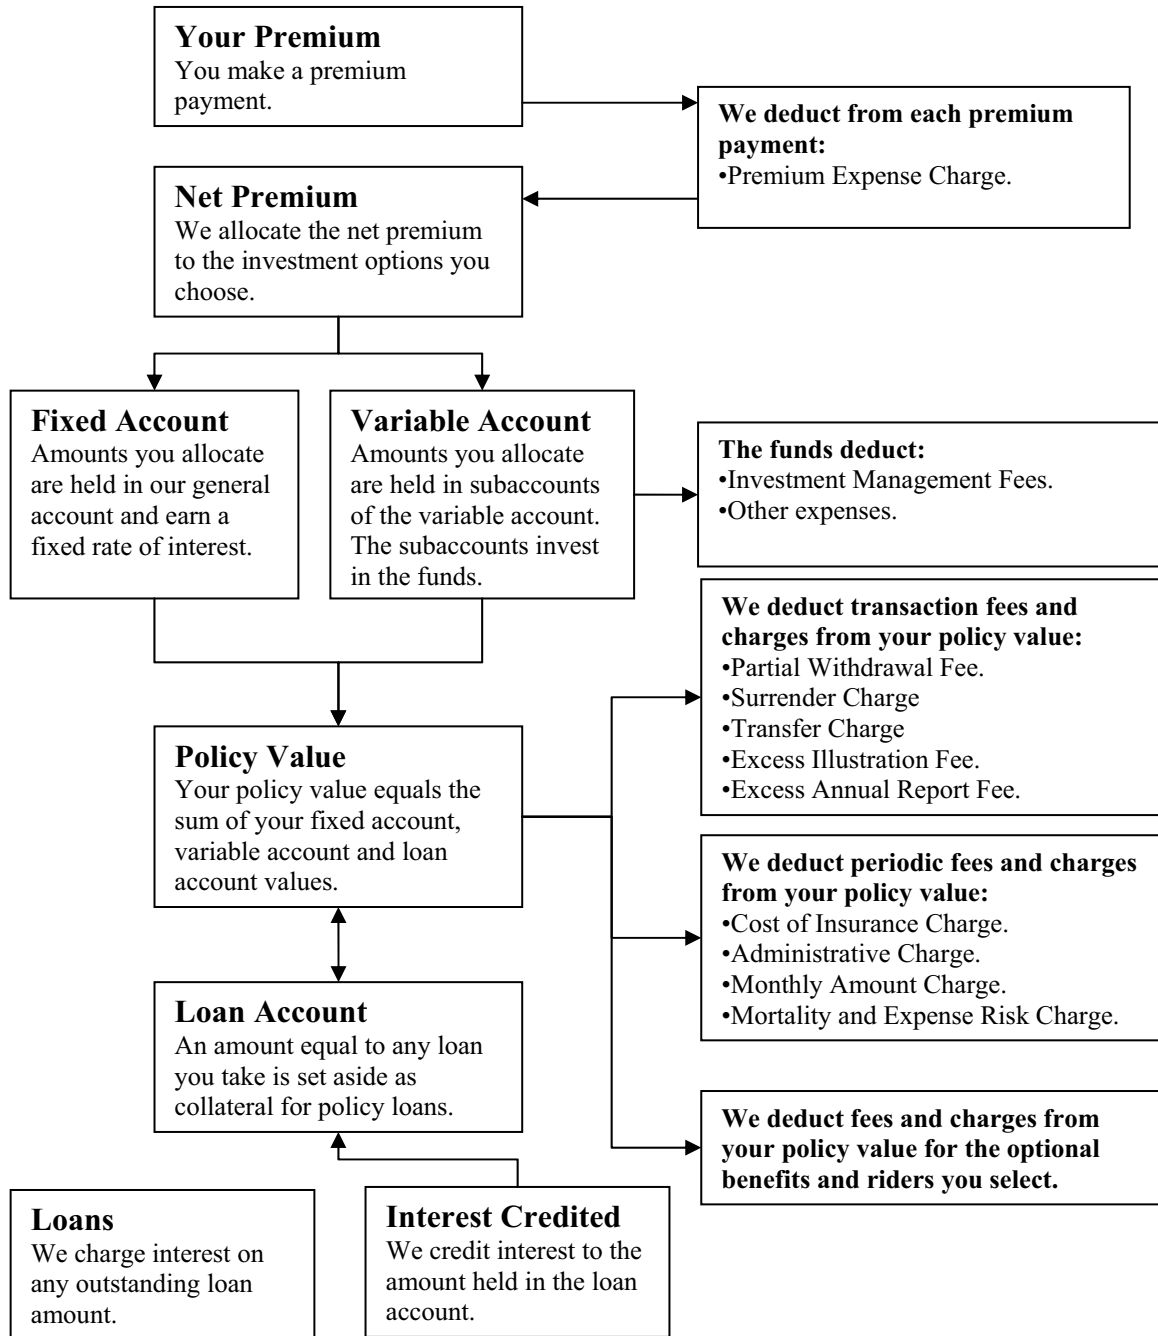 Your Premium
You make a premium
payment.
We deduct from each premium
payment:
•Premium Expense Charge.
Net Premium
We allocate the net premium
to the investment options you
choose.
Fixed Account
Amounts you allocate
are held in our general
account and earn a
fixed rate of interest.
Variable Account
Amounts you allocate
are held in subaccounts
of the variable account.
The subaccounts invest
in the funds.
The funds deduct:
•Investment Management Fees.
•Other expenses.
We deduct transaction fees and
charges from your policy value:
•Partial Withdrawal Fee.
•Surrender Charge
•Transfer Charge
•Excess Illustration Fee.
•Excess Annual Report Fee.
Policy Value
Your policy value equals the
sum of your fixed account,
variable account and loan
account values.
We deduct periodic fees and charges
from your policy value:
•Cost of Insurance Charge.
•Administrative Charge.
•Monthly Amount Charge.
•Mortality and Expense Risk Charge.
Loan Account
An amount equal to any loan
you take is set aside as
collateral for policy loans.
We deduct fees and charges from
your policy value for the optional
benefits and riders you select.
Loans
We charge interest on
any outstanding loan
amount.
Interest Credited
We credit interest to the
amount held in the loan
account.